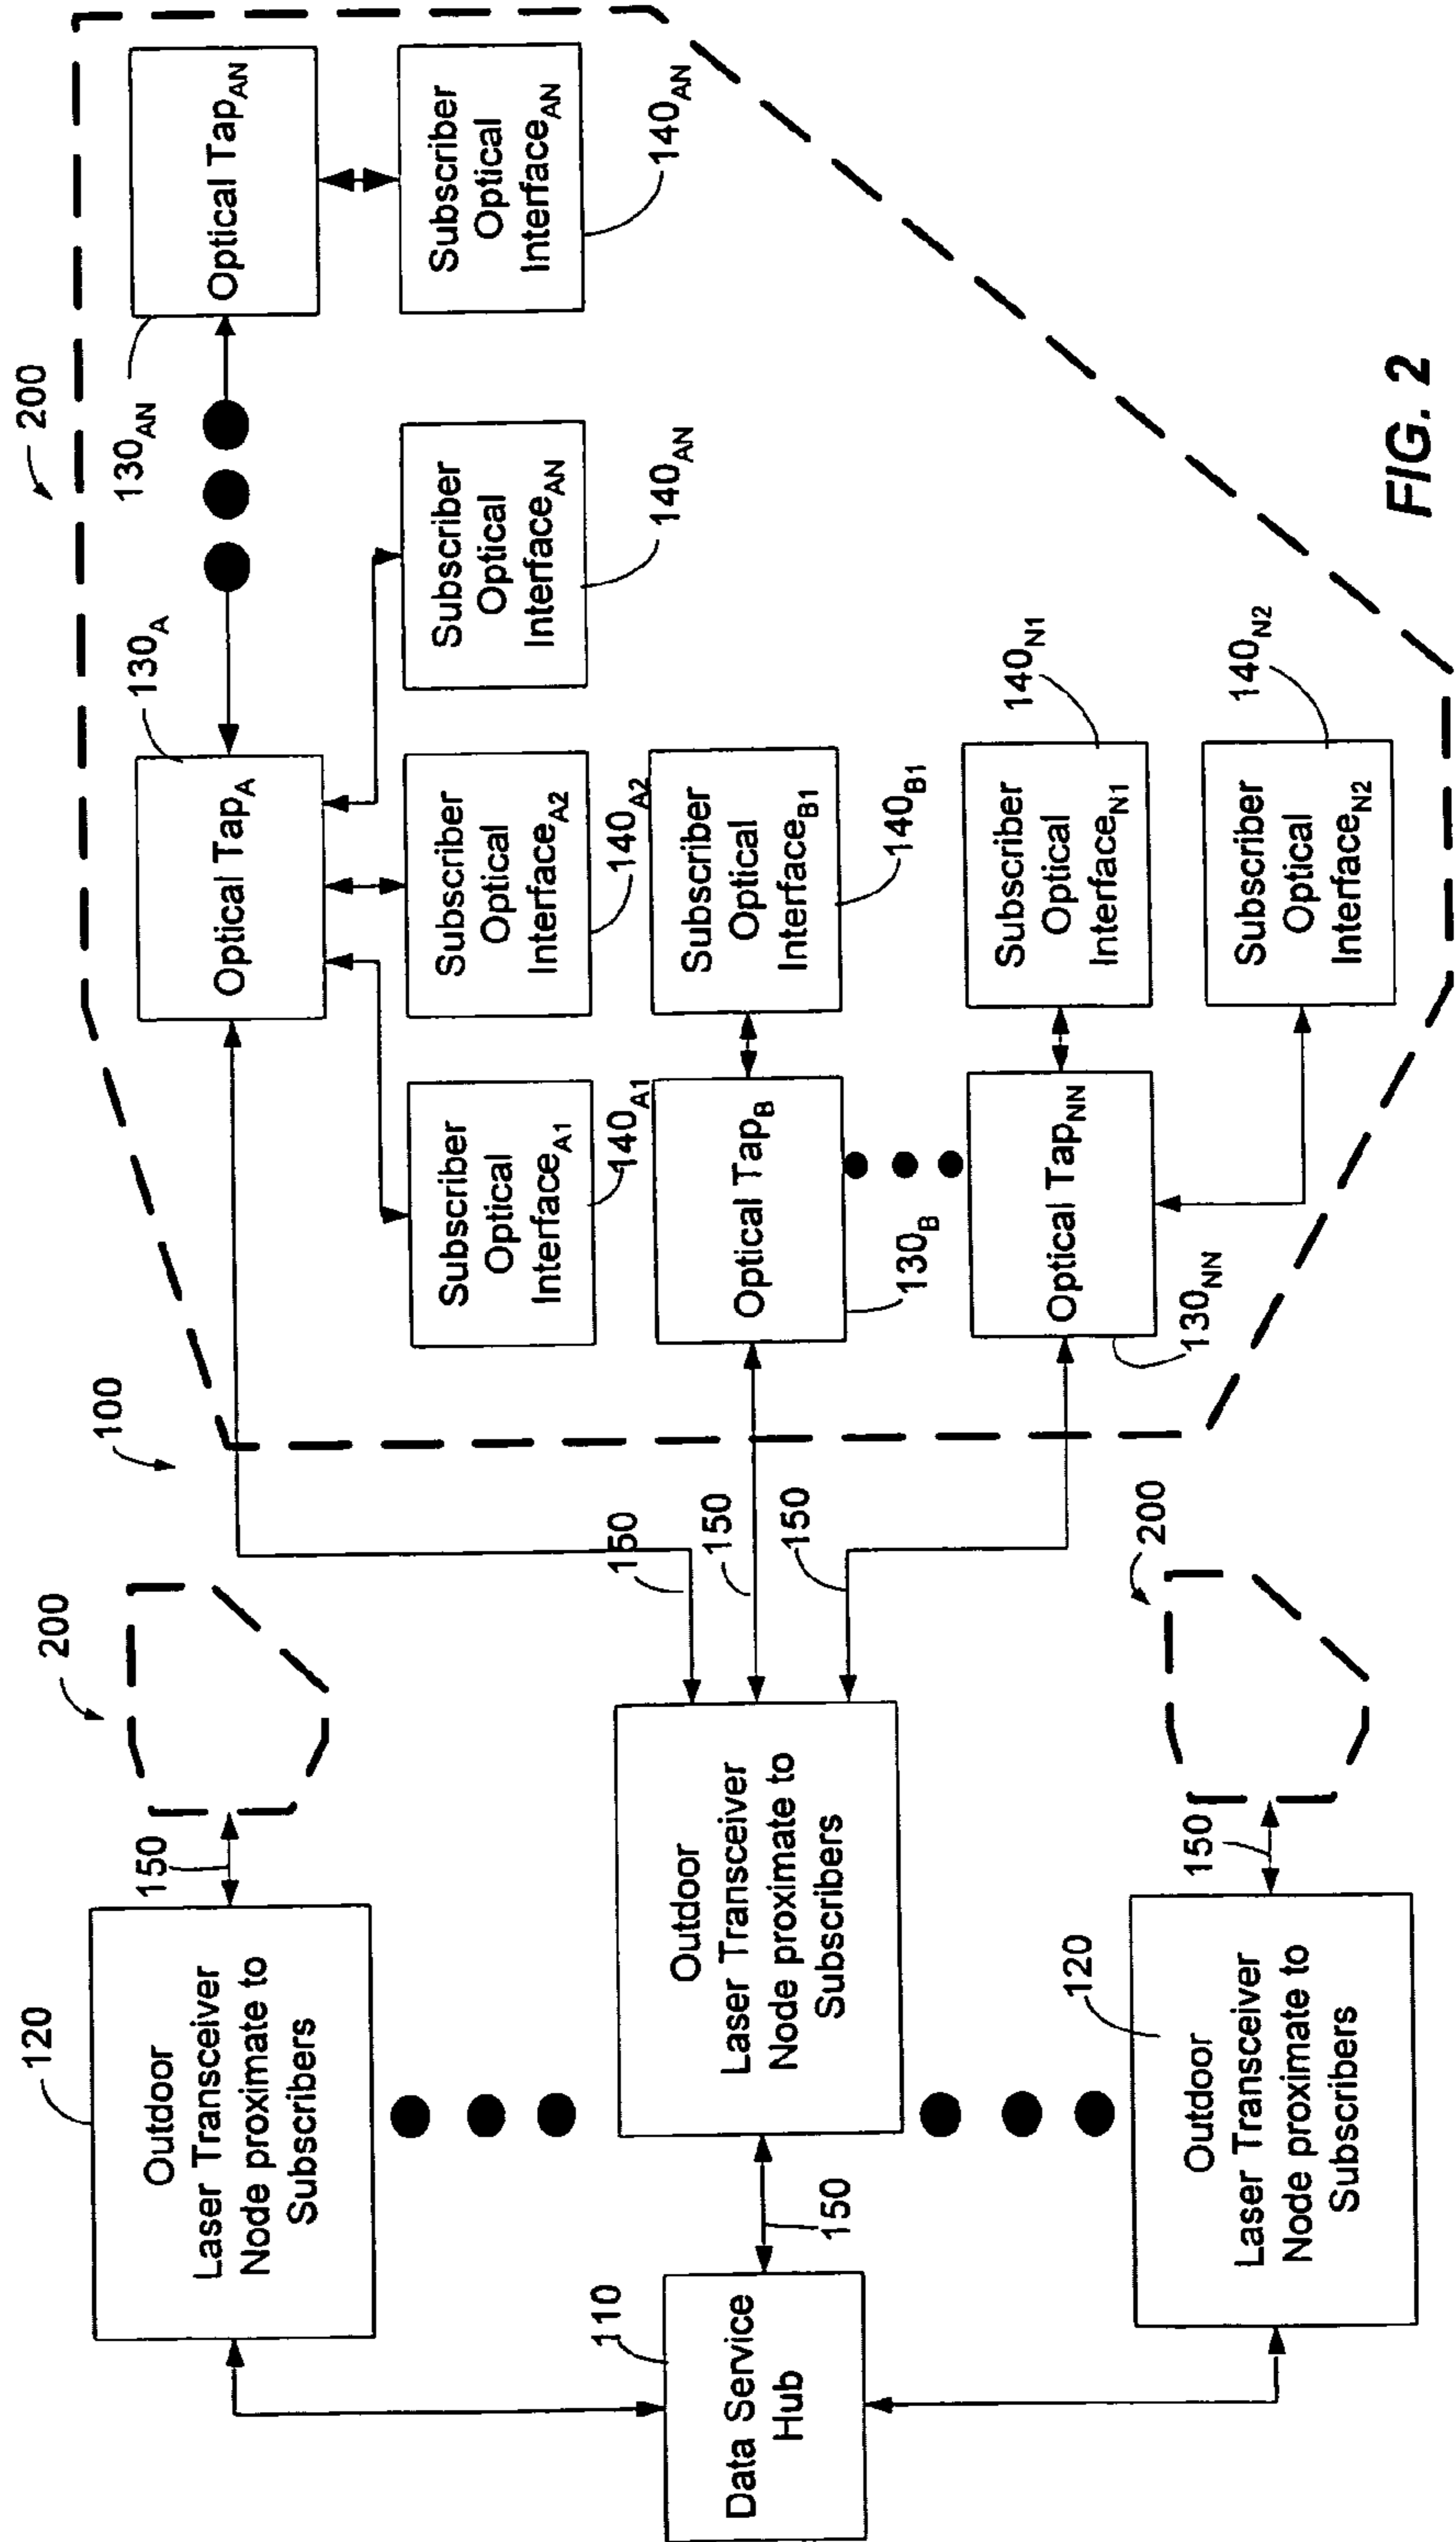 100
200
130AN
Optical TapAN
Subscriber
Optical
InterfaceAN
140AN
130A
Optical TapA
Subscriber
Optical
InterfaceAN
140AN
Subscriber
Optical
InterfaceA2
140A2
Subscriber
Optical
InterfaceA1
140A1
Optical TapB
130B
Subscriber
Optical
InterfaceB1
140B1
Optical TapNN
130NN
Subscriber
Optical
InterfaceN1
140N1
Subscriber
Optical
InterfaceN2
140N2
150
150
150
120
Outdoor
Laser Transceiver
Node proximate to
Subscribers
150
200
Outdoor
Laser Transceiver
Node proximate to
Subscribers
150
110
Data Service
Hub
120
Outdoor
Laser Transceiver
Node proximate to
Subscribers
150
200
FIG. 2